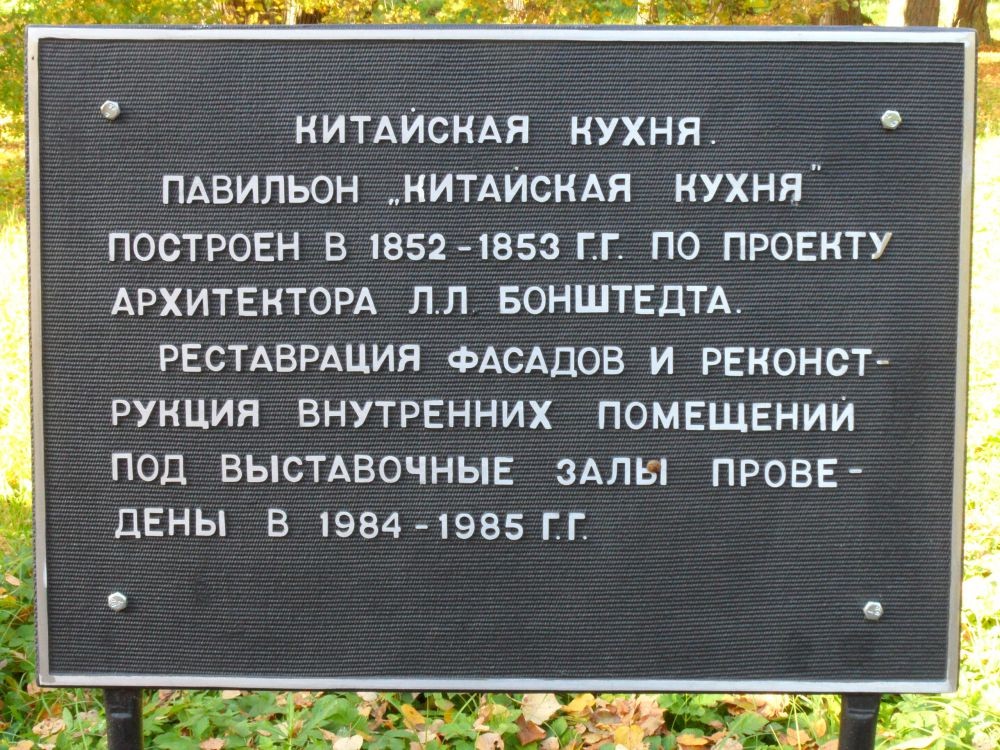 КИТАЙСКАЯ КУХНЯ.
ПАВИЛЬОН „КИТАЙСКАЯ КУХНЯ"
ПОСТРОЕН В 1852-1853 Г.Г. ПО ПРОЕКТУ
АРХИТЕКТОРА Л.Л. БОНШТЕДТА.
РЕСТАВРАЦИЯ ФАСАДОВ И РЕКОНСТ-
РУКЦИЯ ВНУТРЕННИХ ПОМЕЩЕНИЙ
ПОД ВЫСТАВОЧНЫЕ ЗАЛЫ ПРОВЕ-
ДЕНЫ В 1984-1985 Г.Г.